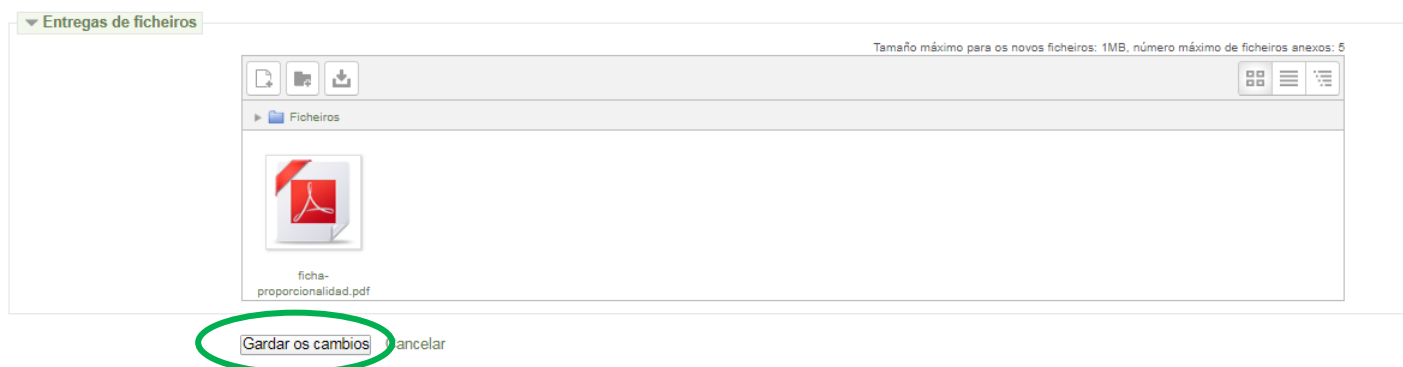 Entregas de ficheiros
Tamaño máximo para os novos ficheiros: 1MB, número máximo de ficheiros anexos: 5
Ficheiros
ficha-
proporcionalidad.pdf
Gardar os cambios Cancelar